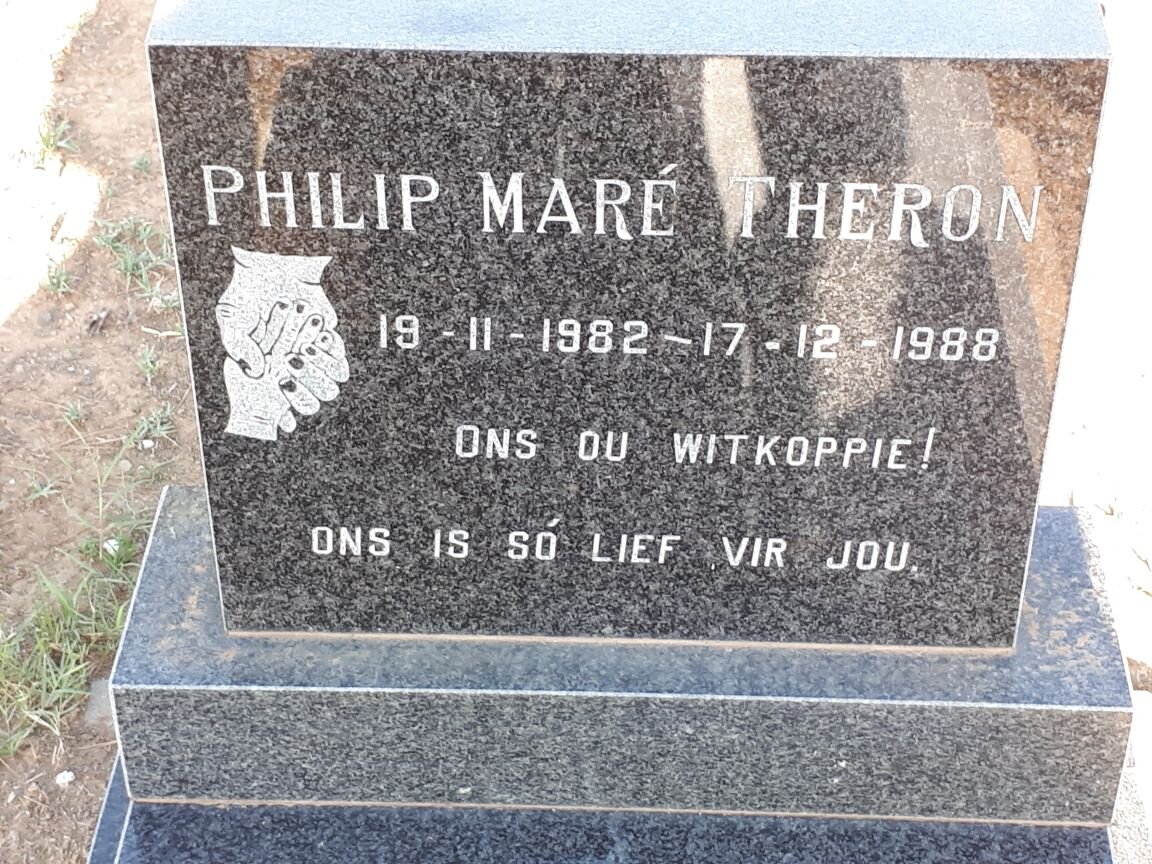 PHILIP MARÉ THERON
19-11-1982-17-12-1988
ONS OU WITKOPPIE!
ONS IS SÓ LIEF VIR JOU.